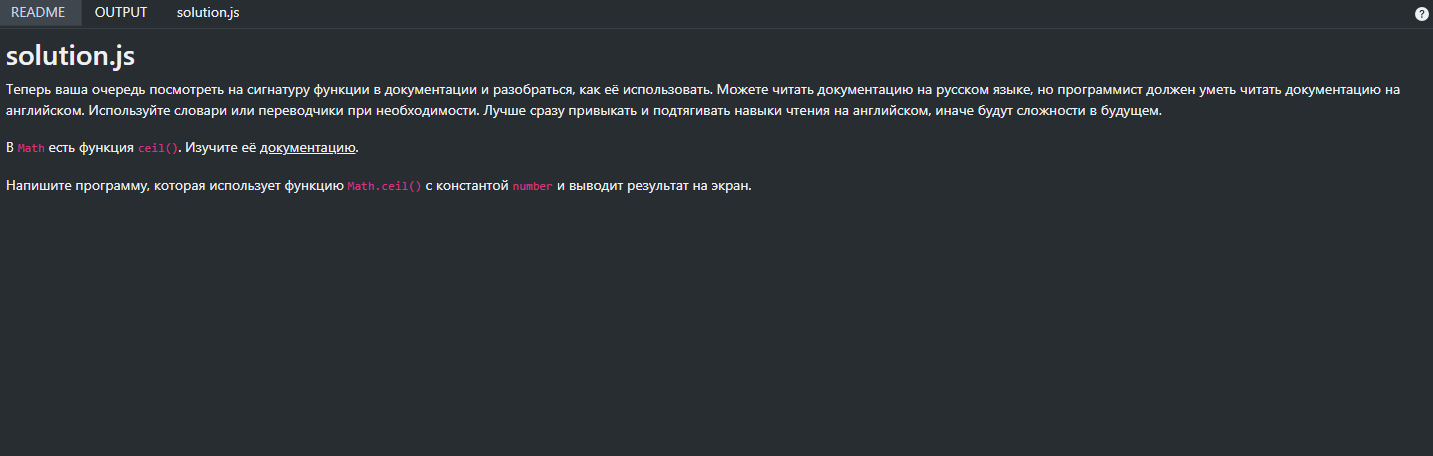 README OUTPUT solution.js ?
solution.js
Теперь ваша очередь посмотреть на сигнатуру функции в документации и разобраться, как её использовать. Можете читать документацию на русском языке, но программист должен уметь читать документацию на
английском. Используйте словари или переводчики при необходимости. Лучше сразу привыкать и подтягивать навыки чтения на английском, иначе будут сложности в будущем.
В Math есть функция ceil(). Изучите её документацию.
Напишите программу, которая использует функцию Math.ceil() с константой number и выводит результат на экран.